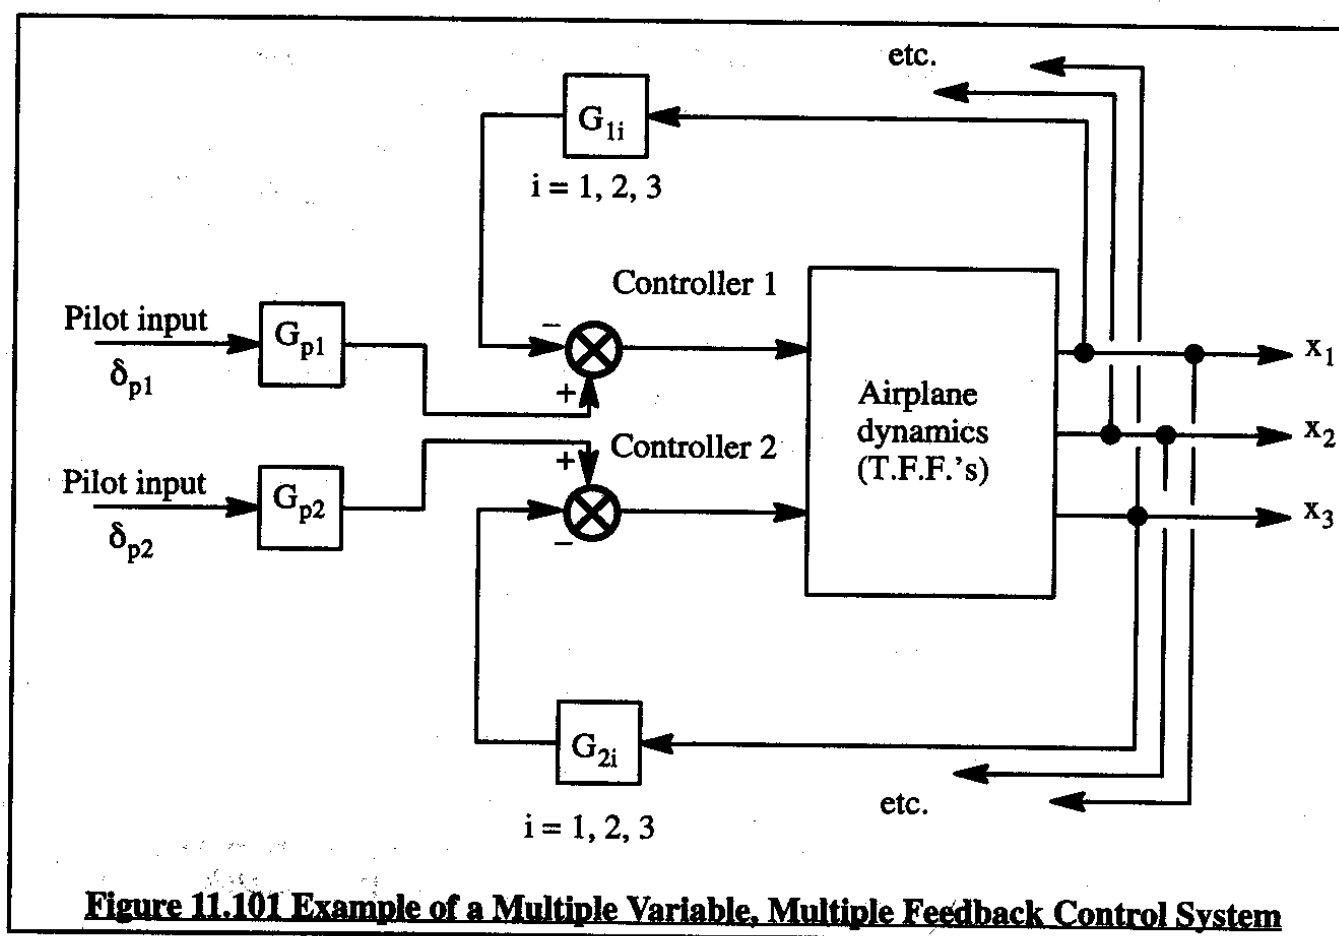 etc.
G1i
i = 1, 2, 3
Controller 1
Pilot input
Gp1
δp1
−
+
x1
Airplane
dynamics
(T.F.F.'s)
x2
Controller 2
+
Pilot input
Gp2
δp2
−
x3
G2i
i = 1, 2, 3
etc.
Figure 11.101 Example of a Multiple Variable, Multiple Feedback Control System